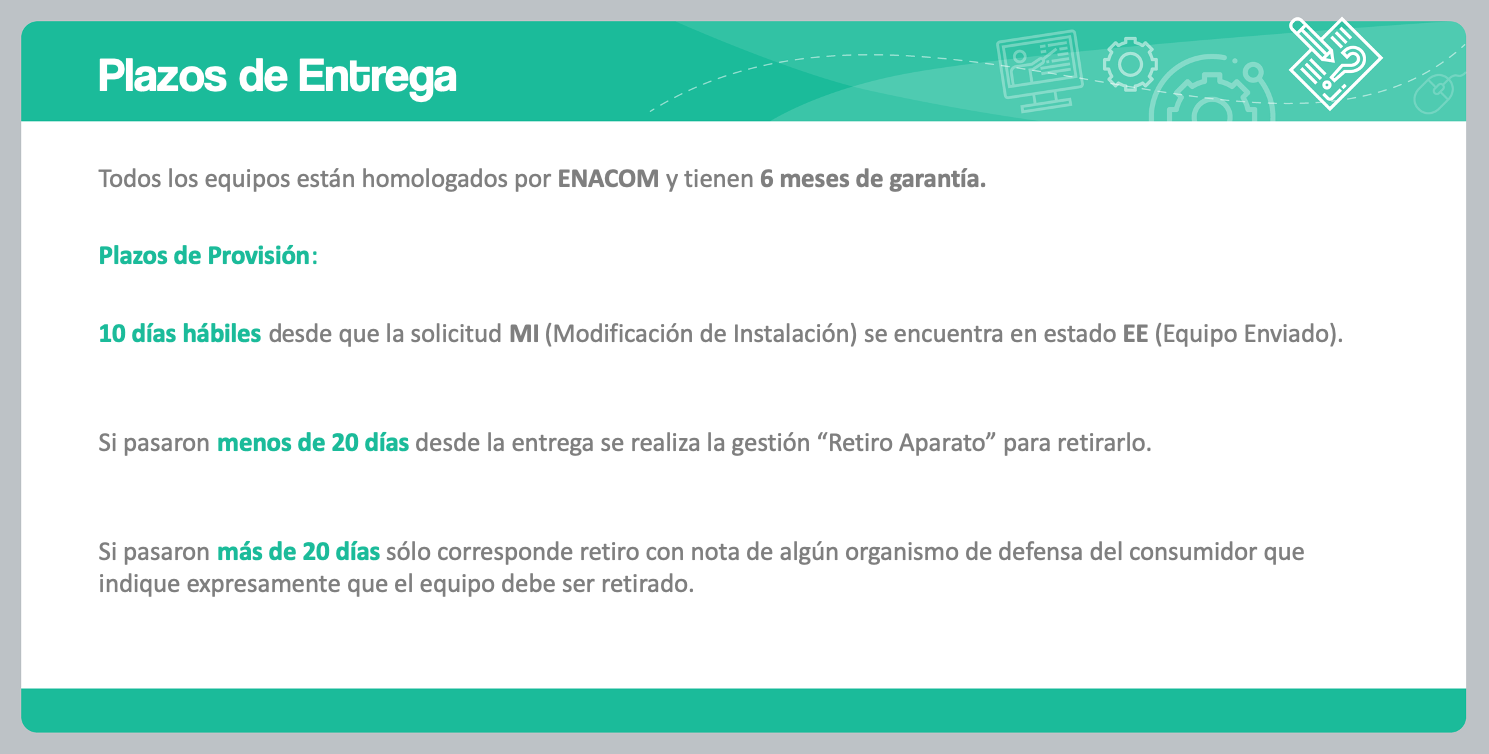 Plazos de Entrega
Todos los equipos están homologados por ENACOM y tienen 6 meses de garantía.
Plazos de Provisión:
10 días hábiles desde que la solicitud MI (Modificación de Instalación) se encuentra en estado EE (Equipo Enviado).
Si pasaron menos de 20 días desde la entrega se realiza la gestión “Retiro Aparato” para retirarlo.
Si pasaron más de 20 días sólo corresponde retiro con nota de algún organismo de defensa del consumidor que
indique expresamente que el equipo debe ser retirado.